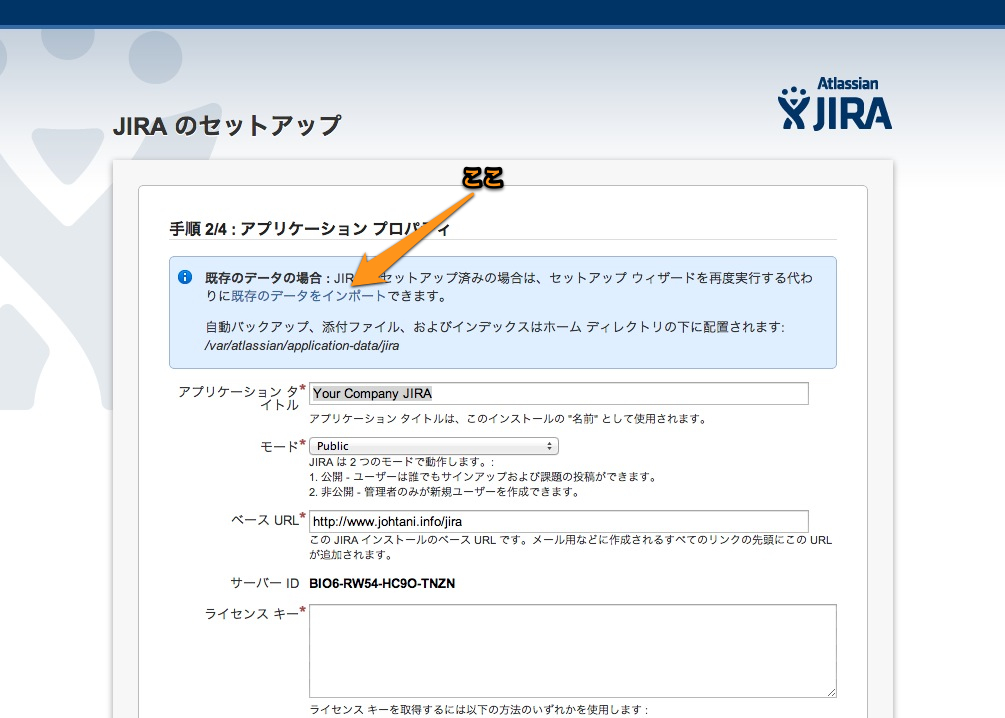 Atlassian
JIRA
JIRA のセットアップ
ここ
手順 2/4 : アプリケーション プロパティ
既存のデータの場合 : JIR セットアップ済みの場合は、セットアップ ウィザードを再度実行する代わ
りに既存のデータをインポートできます。
自動バックアップ、添付ファイル、およびインデックスはホーム ディレクトリの下に配置されます:
/var/atlassian/application-data/jira
アプリケーション タ*
イトル
Your Company JIRA
アプリケーション タイトルは、このインストールの "名前" として使用されます。
モード* Public
JIRA は 2 つのモードで動作します。:
1. 公開 - ユーザーは誰でもサインアップおよび課題の投稿ができます。
2. 非公開 - 管理者のみが新規ユーザーを作成できます。
ベース URL* http://www.johtani.info/jira
この JIRA インストールのベース URL です。メール用などに作成されるすべてのリンクの先頭にこの URL
が追加されます。
サーバー ID BIO6-RW54-HC9O-TNZN
ライセンス キー*
ライセンス キーを取得するには以下の方法のいずれかを使用します :